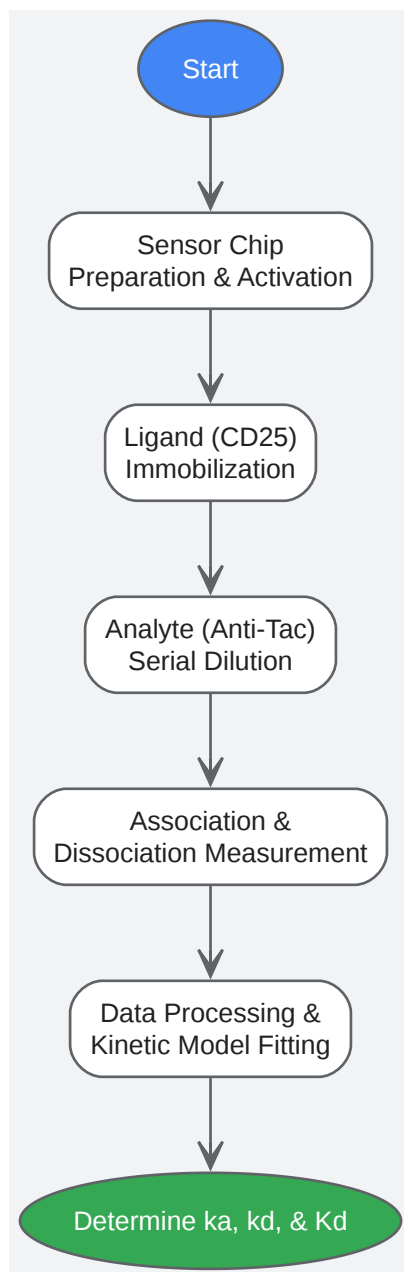 Start
Sensor Chip
Preparation & Activation
Ligand (CD25)
Immobilization
Analyte (Anti-Tac)
Serial Dilution
Association &
Dissociation Measurement
Data Processing &
Kinetic Model Fitting
Determine ka, kd, & Kd